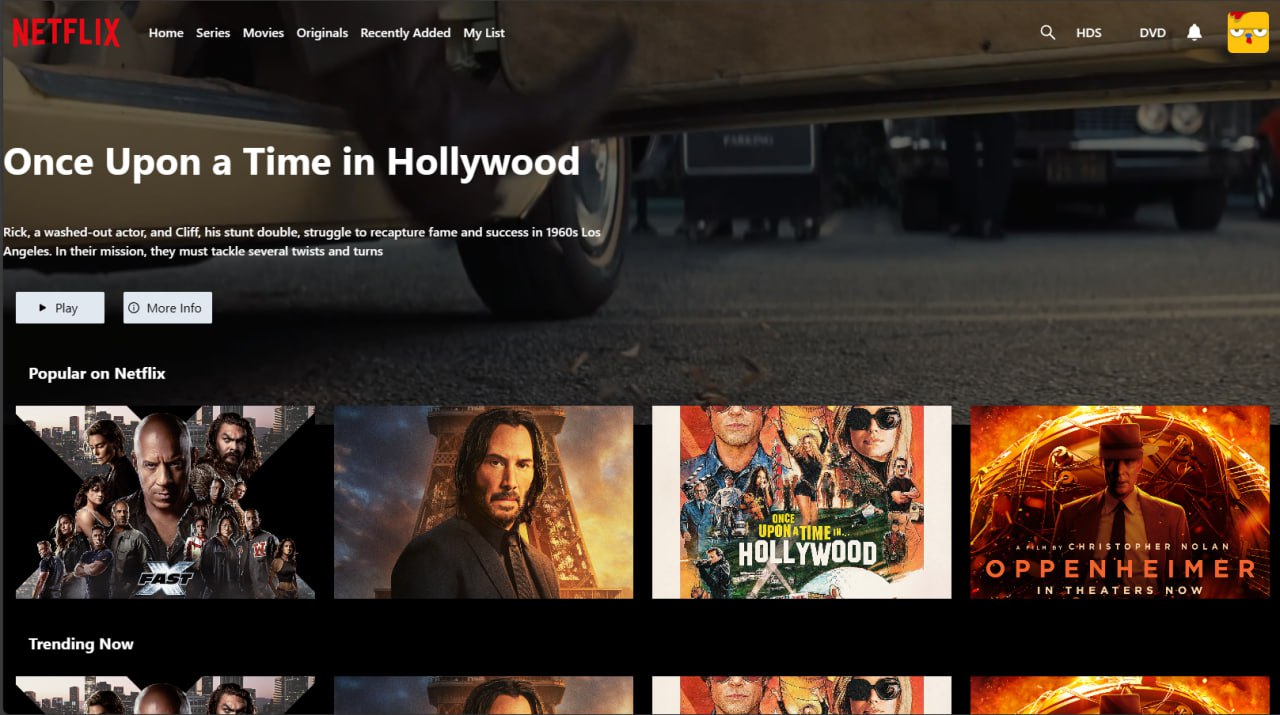 NETFLIX Home Series Movies Originals Recently Added My List HDS DVD
PARKING
Once Upon a Time in Hollywood
Rick, a washed-out actor, and Cliff, his stunt double, struggle to recapture fame and success in 1960s Los
Angeles. In their mission, they must tackle several twists and turns
Play More Info
Popular on Netflix
FAST X
ONCE
UPON A TIME IN...
HOLLYWOOD
A FILM BY CHRISTOPHER NOLAN
OPPENHEIMER
IN THEATERS NOW
Trending Now